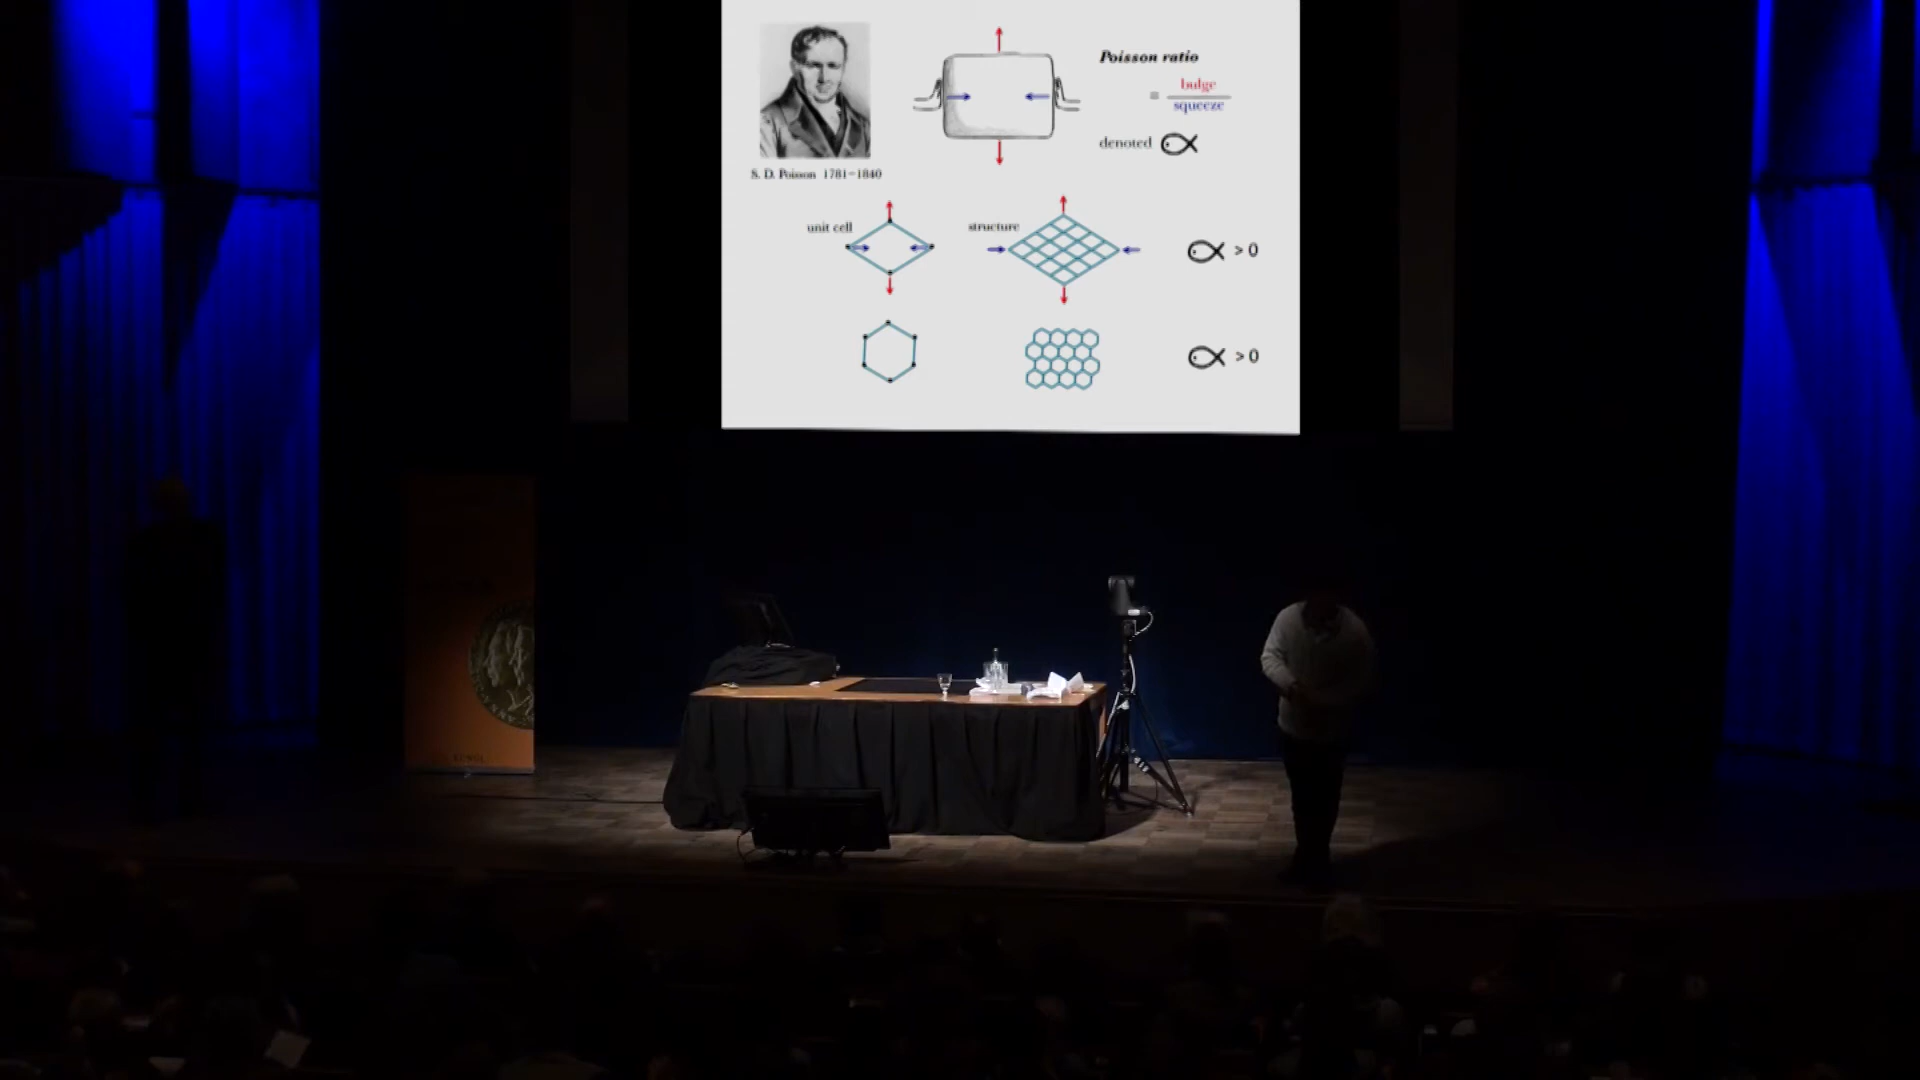 Poisson ratio
= bulge
squeeze
denoted
S. D. Poisson 1781-1840
unit cell
structure
> 0
> 0